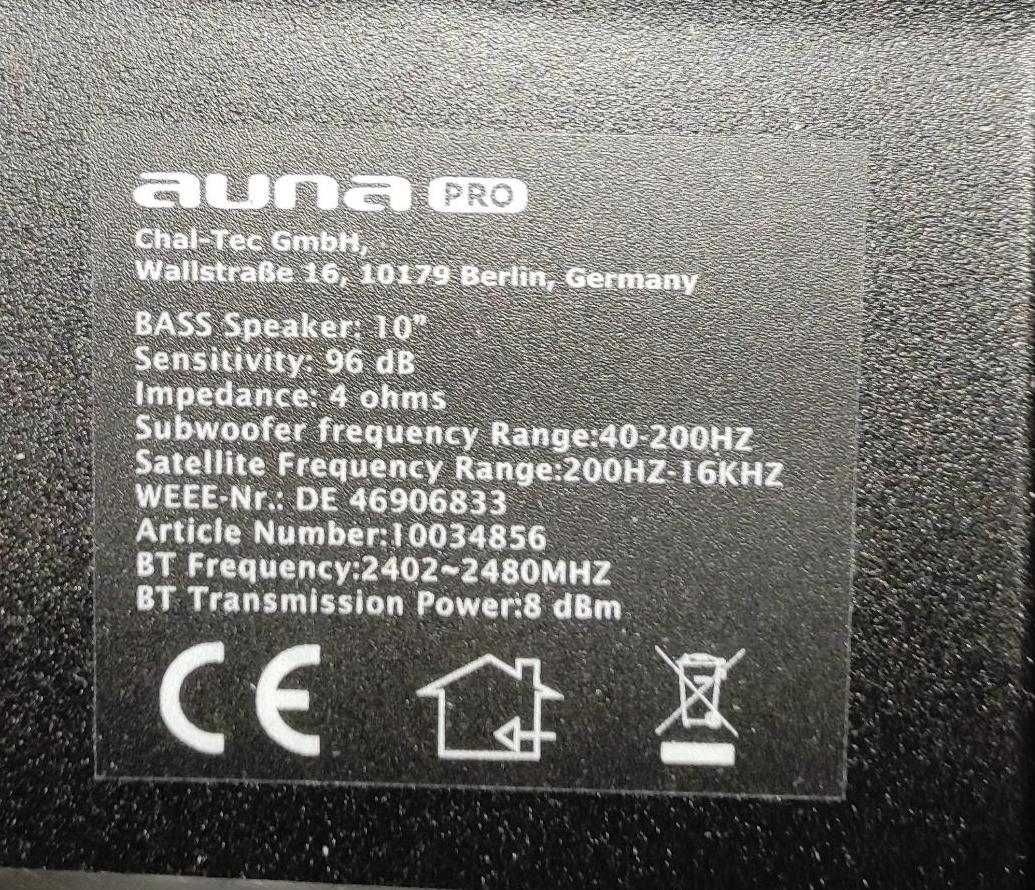 auna PRO
Chal-Tec GmbH,
Wallstraße 16, 10179 Berlin, Germany
BASS Speaker: 10”
Sensitivity: 96 dB
Impedance: 4 ohms
Subwoofer frequency Range:40-200HZ
Satellite Frequency Range:200HZ-16KHZ
WEEE-Nr.: DE 46906833
Article Number:10034856
BT Frequency:2402~2480MHZ
BT Transmission Power:8 dBm
CE